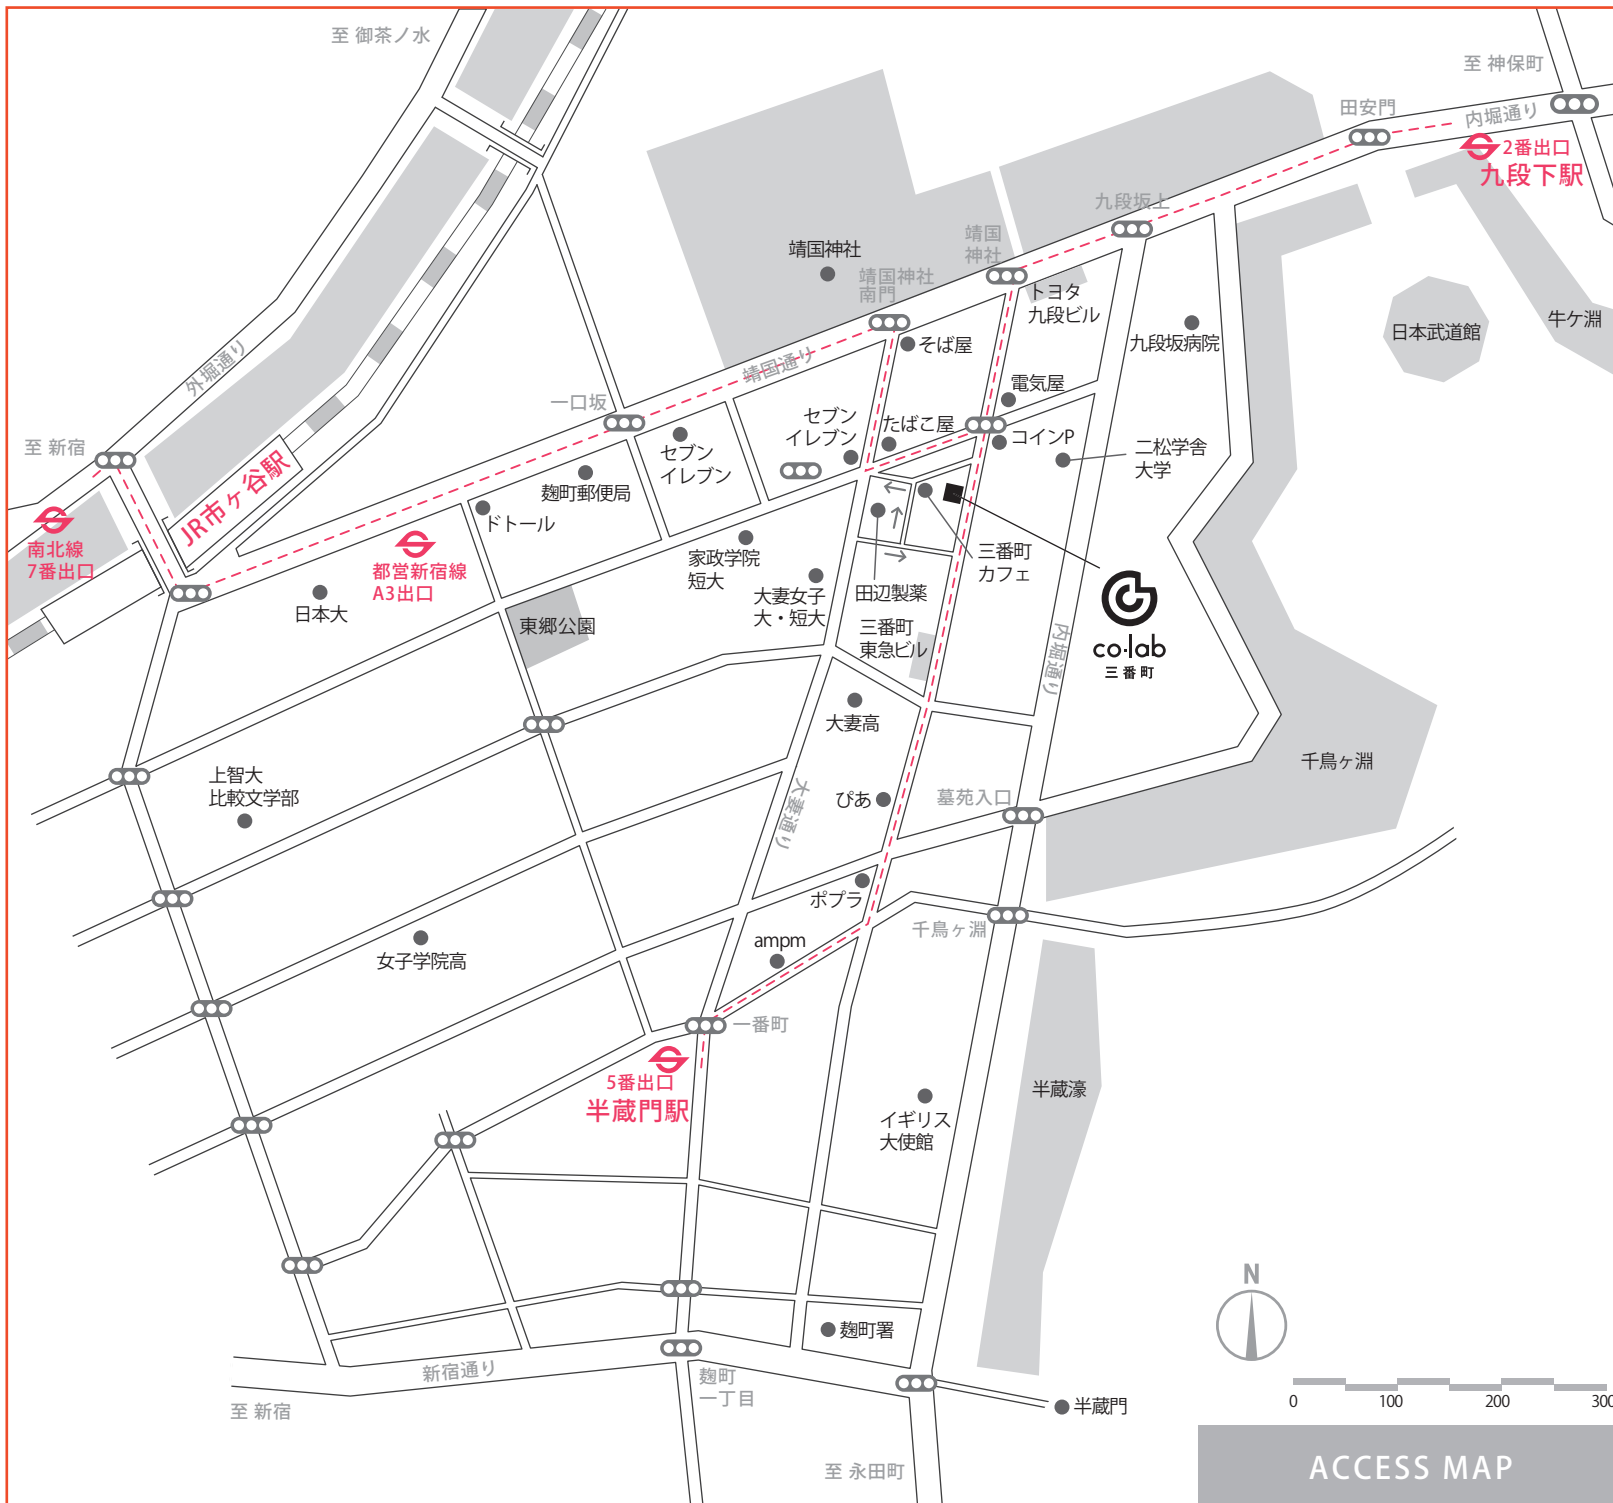 至 御茶ノ水
至 神保町
田安門
内堀通り
2番出口
九段下駅
九段坂上
靖国
神社
靖国神社
靖国神社
南門
トヨタ
九段ビル
九段坂病院
日本武道館
牛ケ淵
そば屋
外堀通り
靖国通り
電気屋
一口坂
セブン
イレブン
たばこ屋
コインP
至 新宿
セブン
イレブン
二松学舎
大学
JR市ヶ谷駅
麹町郵便局
ドトール
南北線
7番出口
都営新宿線
A3出口
家政学院
短大
三番町
カフェ
日本大
大妻女子
大・短大
田辺製薬
東郷公園
三番町
東急ビル
内堀通り
co-lab
三番町
大妻高
千鳥ヶ淵
上智大
比較文学部
ぴあ
墓苑入口
大妻通り
ポプラ
千鳥ヶ淵
女子学院高
ampm
一番町
5番出口
半蔵門駅
半蔵濠
イギリス
大使館
N
麹町署
新宿通り
麹町
一丁目
至 新宿
半蔵門
0 100 200 300
至 永田町
ACCESS MAP